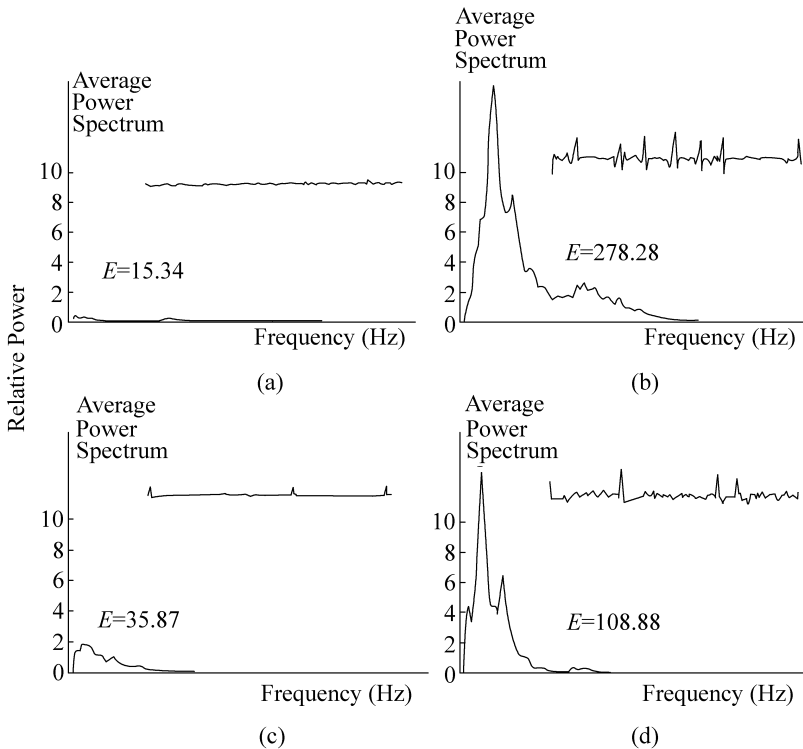 Relative Power
Average
Power
Spectrum
10
8
6
4
2
0
E=15.34
Frequency (Hz)
(a)
Average
Power
Spectrum
10
8
6
4
2
0
E=278.28
Frequency (Hz)
(b)
Average
Power
Spectrum
10
8
6
4
2
0
E=35.87
Frequency (Hz)
(c)
Average
Power
Spectrum
10
8
6
4
2
0
E=108.88
Frequency (Hz)
(d)